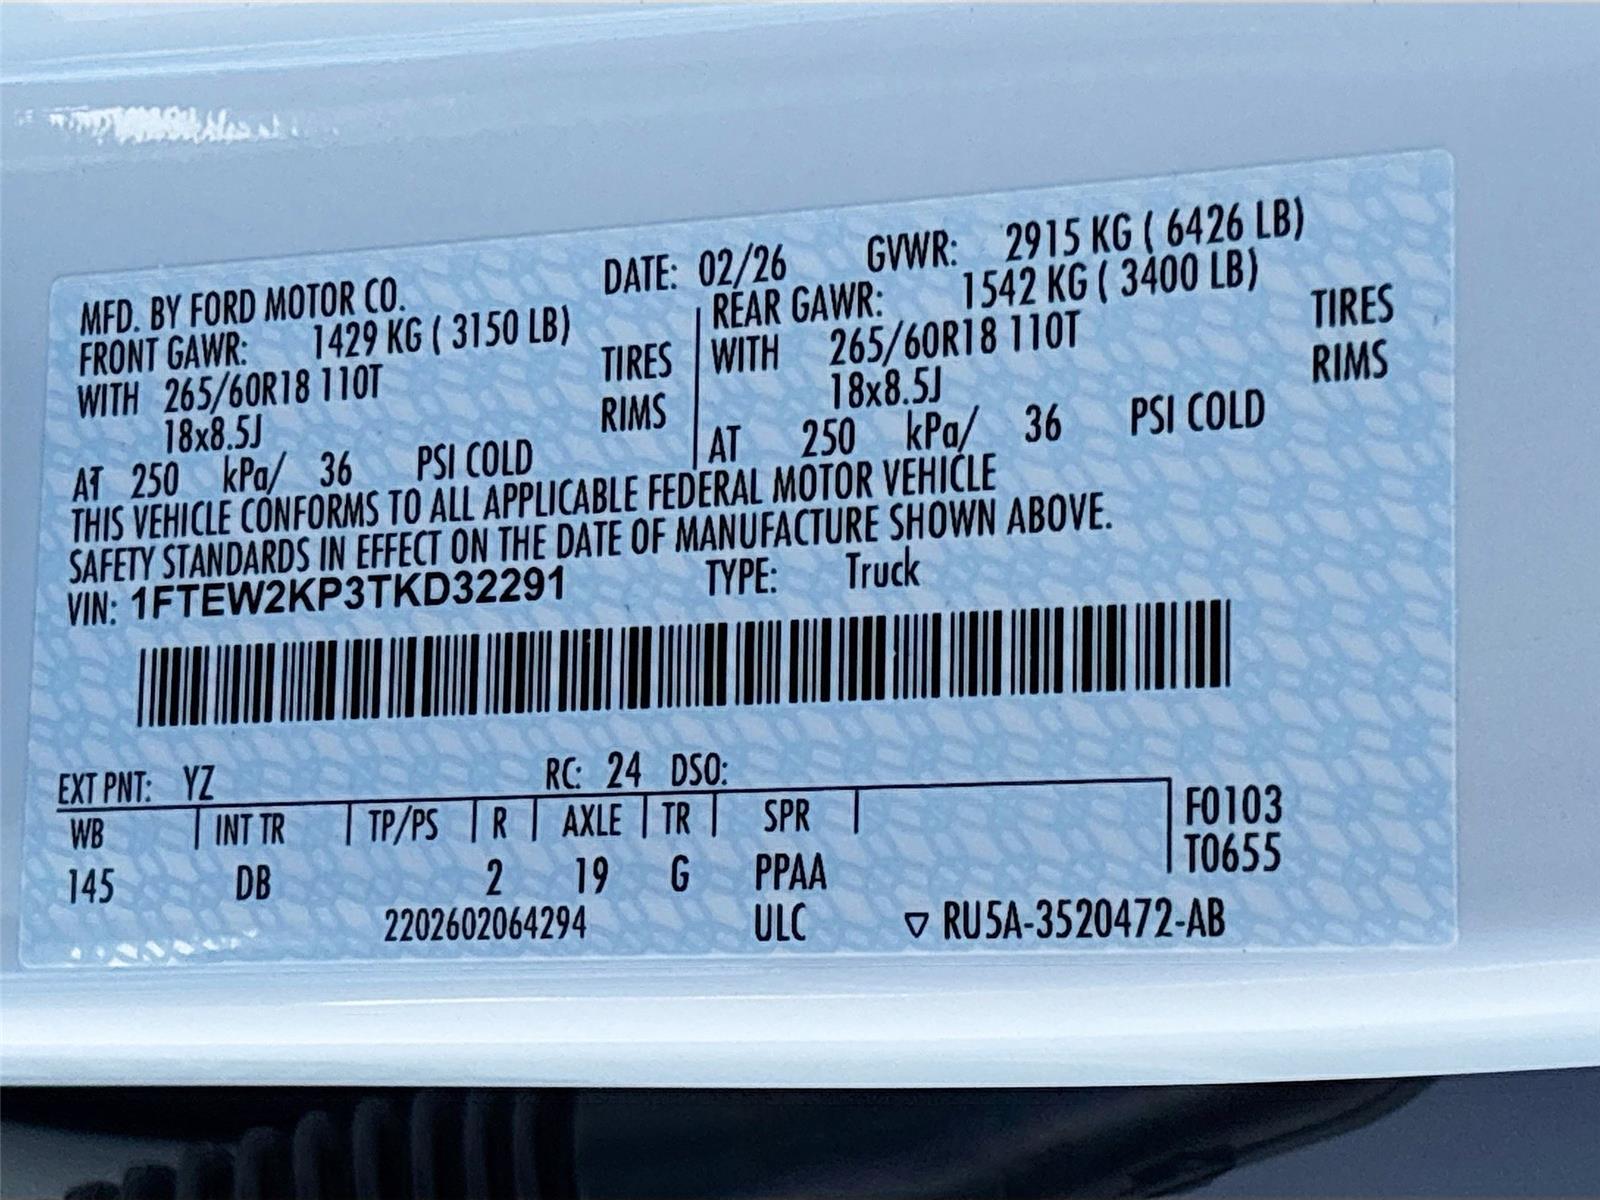 MFD. BY FORD MOTOR CO. DATE: 02/26 GVWR: 2915 KG ( 6426 LB)
FRONT GAWR: 1429 KG ( 3150 LB)
WITH 265/60R18 110T TIRES
18x8.5J RIMS
AT 250 kPa/ 36 PSI COLD
REAR GAWR: 1542 KG ( 3400 LB)
WITH 265/60R18 110T TIRES
18x8.5J RIMS
AT 250 kPa/ 36 PSI COLD
THIS VEHICLE CONFORMS TO ALL APPLICABLE FEDERAL MOTOR VEHICLE
SAFETY STANDARDS IN EFFECT ON THE DATE OF MANUFACTURE SHOWN ABOVE.
VIN: 1FTEW2KP3TKD32291 TYPE: Truck
EXT PNT: YZ RC: 24 DSO:
WB INT TR TP/PS R AXLE TR SPR F0103
T0655
145 DB 2 19 G PPAA
2202602064294 ULC ▽ RU5A-3520472-AB